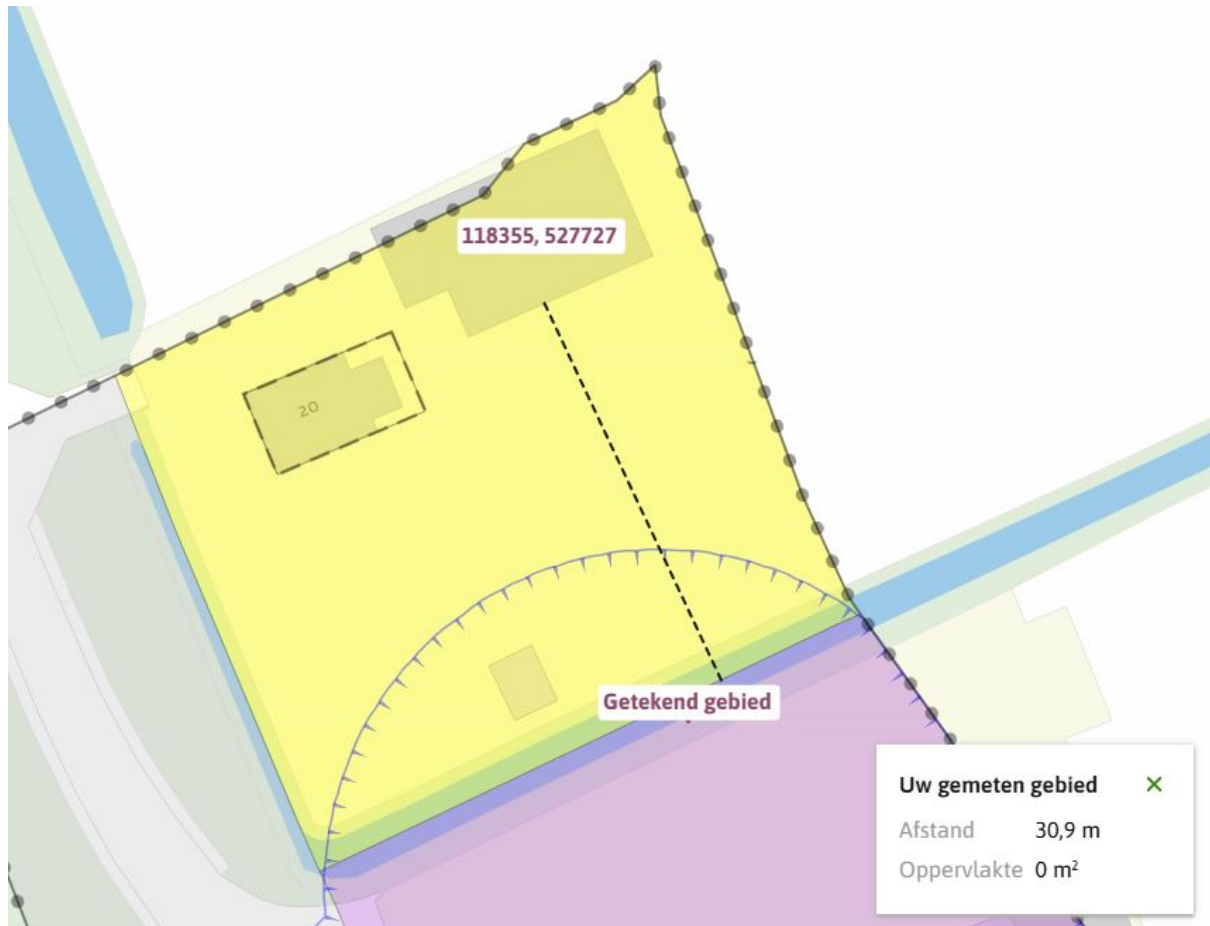 118355, 527727
20
Getekend gebied
Uw gemeten gebied ×
Afstand 30,9 m
Oppervlakte 0 m²